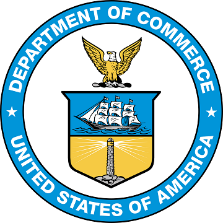 DEPARTMENT OF COMMERCE
UNITED STATES OF AMERICA